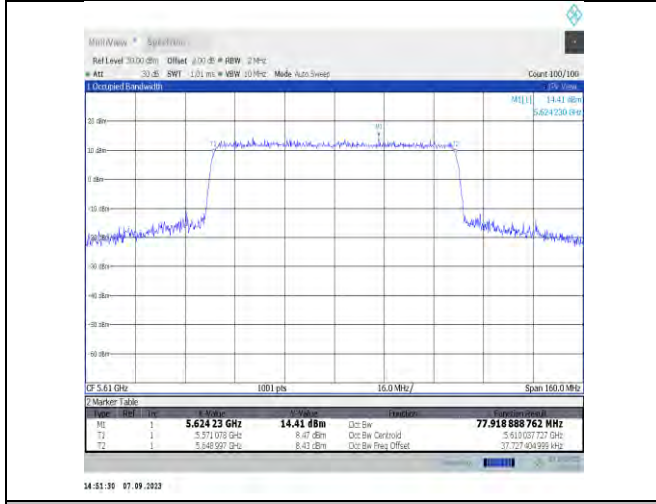 MultiView Spectrum
Ref Level 30.00 dBm Offset 2.00 dB RBW 2 MHz
Att 30 dB SWT 1.01 ms VBW 10 MHz Mode Auto Sweep Count 100/100
1 Occupied Bandwidth
M1[1] 14.41 dBm
5.624230 GHz
20 dBm
M1
T1 T2
10 dBm
0 dBm
-10 dBm
-20 dBm
-30 dBm
-40 dBm
-50 dBm
-60 dBm
CF 5.61 GHz 1001 pts 16.0 MHz/ Span 160.0 MHz
2 Marker Table
Type Ref Trc X-Value Y-Value Function Function Result
M1 1 5.624 23 GHz 14.41 dBm Occ Bw 77.918 888 762 MHz
T1 1 5.571 078 GHz 8.47 dBm Occ Bw Centroid 5.610 037 727 GHz
T2 1 5.648 997 GHz 8.43 dBm Occ Bw Freq Offset 37.727 404 999 kHz
14:51:30 07.09.2023